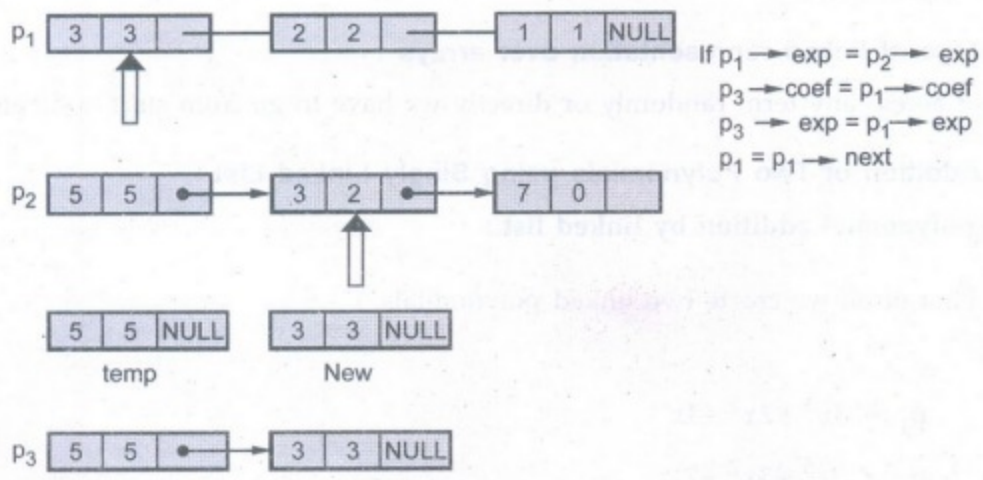 p1 3 3 2 2 1 1 NULL
If p1 → exp = p2 → exp
p3 → coef = p1 → coef
p3 → exp = p1 → exp
p1 = p1 → next
p2 5 5 3 2 7 0
5 5 NULL 3 3 NULL
temp New
p3 5 5 3 3 NULL